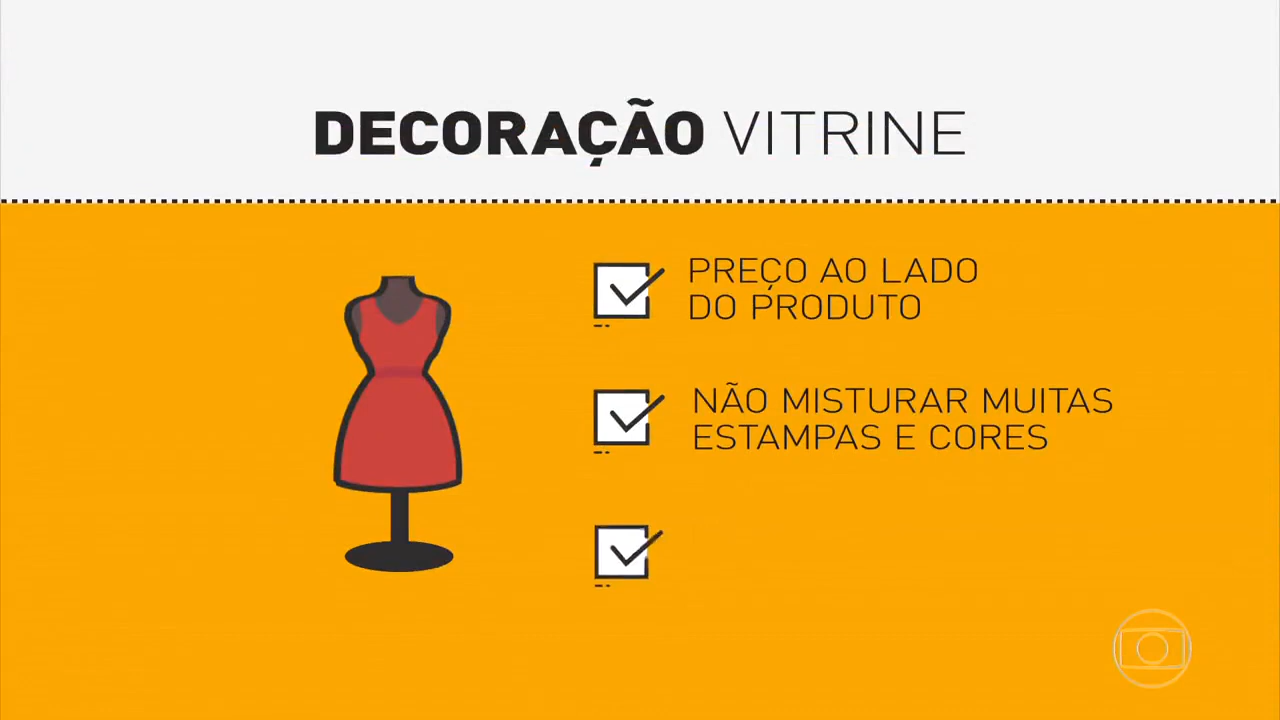 DECORAÇÃO VITRINE
PREÇO AO LADO
DO PRODUTO
NÃO MISTURAR MUITAS
ESTAMPAS E CORES